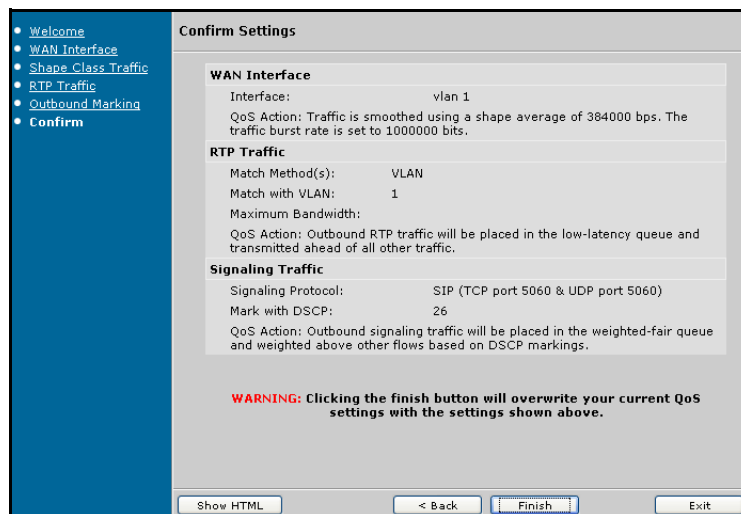 Welcome
WAN Interface
Shape Class Traffic
RTP Traffic
Outbound Marking
Confirm
Confirm Settings
WAN Interface
Interface: vlan 1
QoS Action: Traffic is smoothed using a shape average of 384000 bps. The
traffic burst rate is set to 1000000 bits.
RTP Traffic
Match Method(s): VLAN
Match with VLAN: 1
Maximum Bandwidth:
QoS Action: Outbound RTP traffic will be placed in the low-latency queue and
transmitted ahead of all other traffic.
Signaling Traffic
Signaling Protocol: SIP (TCP port 5060 & UDP port 5060)
Mark with DSCP: 26
QoS Action: Outbound signaling traffic will be placed in the weighted-fair queue
and weighted above other flows based on DSCP markings.
WARNING: Clicking the finish button will overwrite your current QoS
settings with the settings shown above.
Show HTML < Back Finish Exit